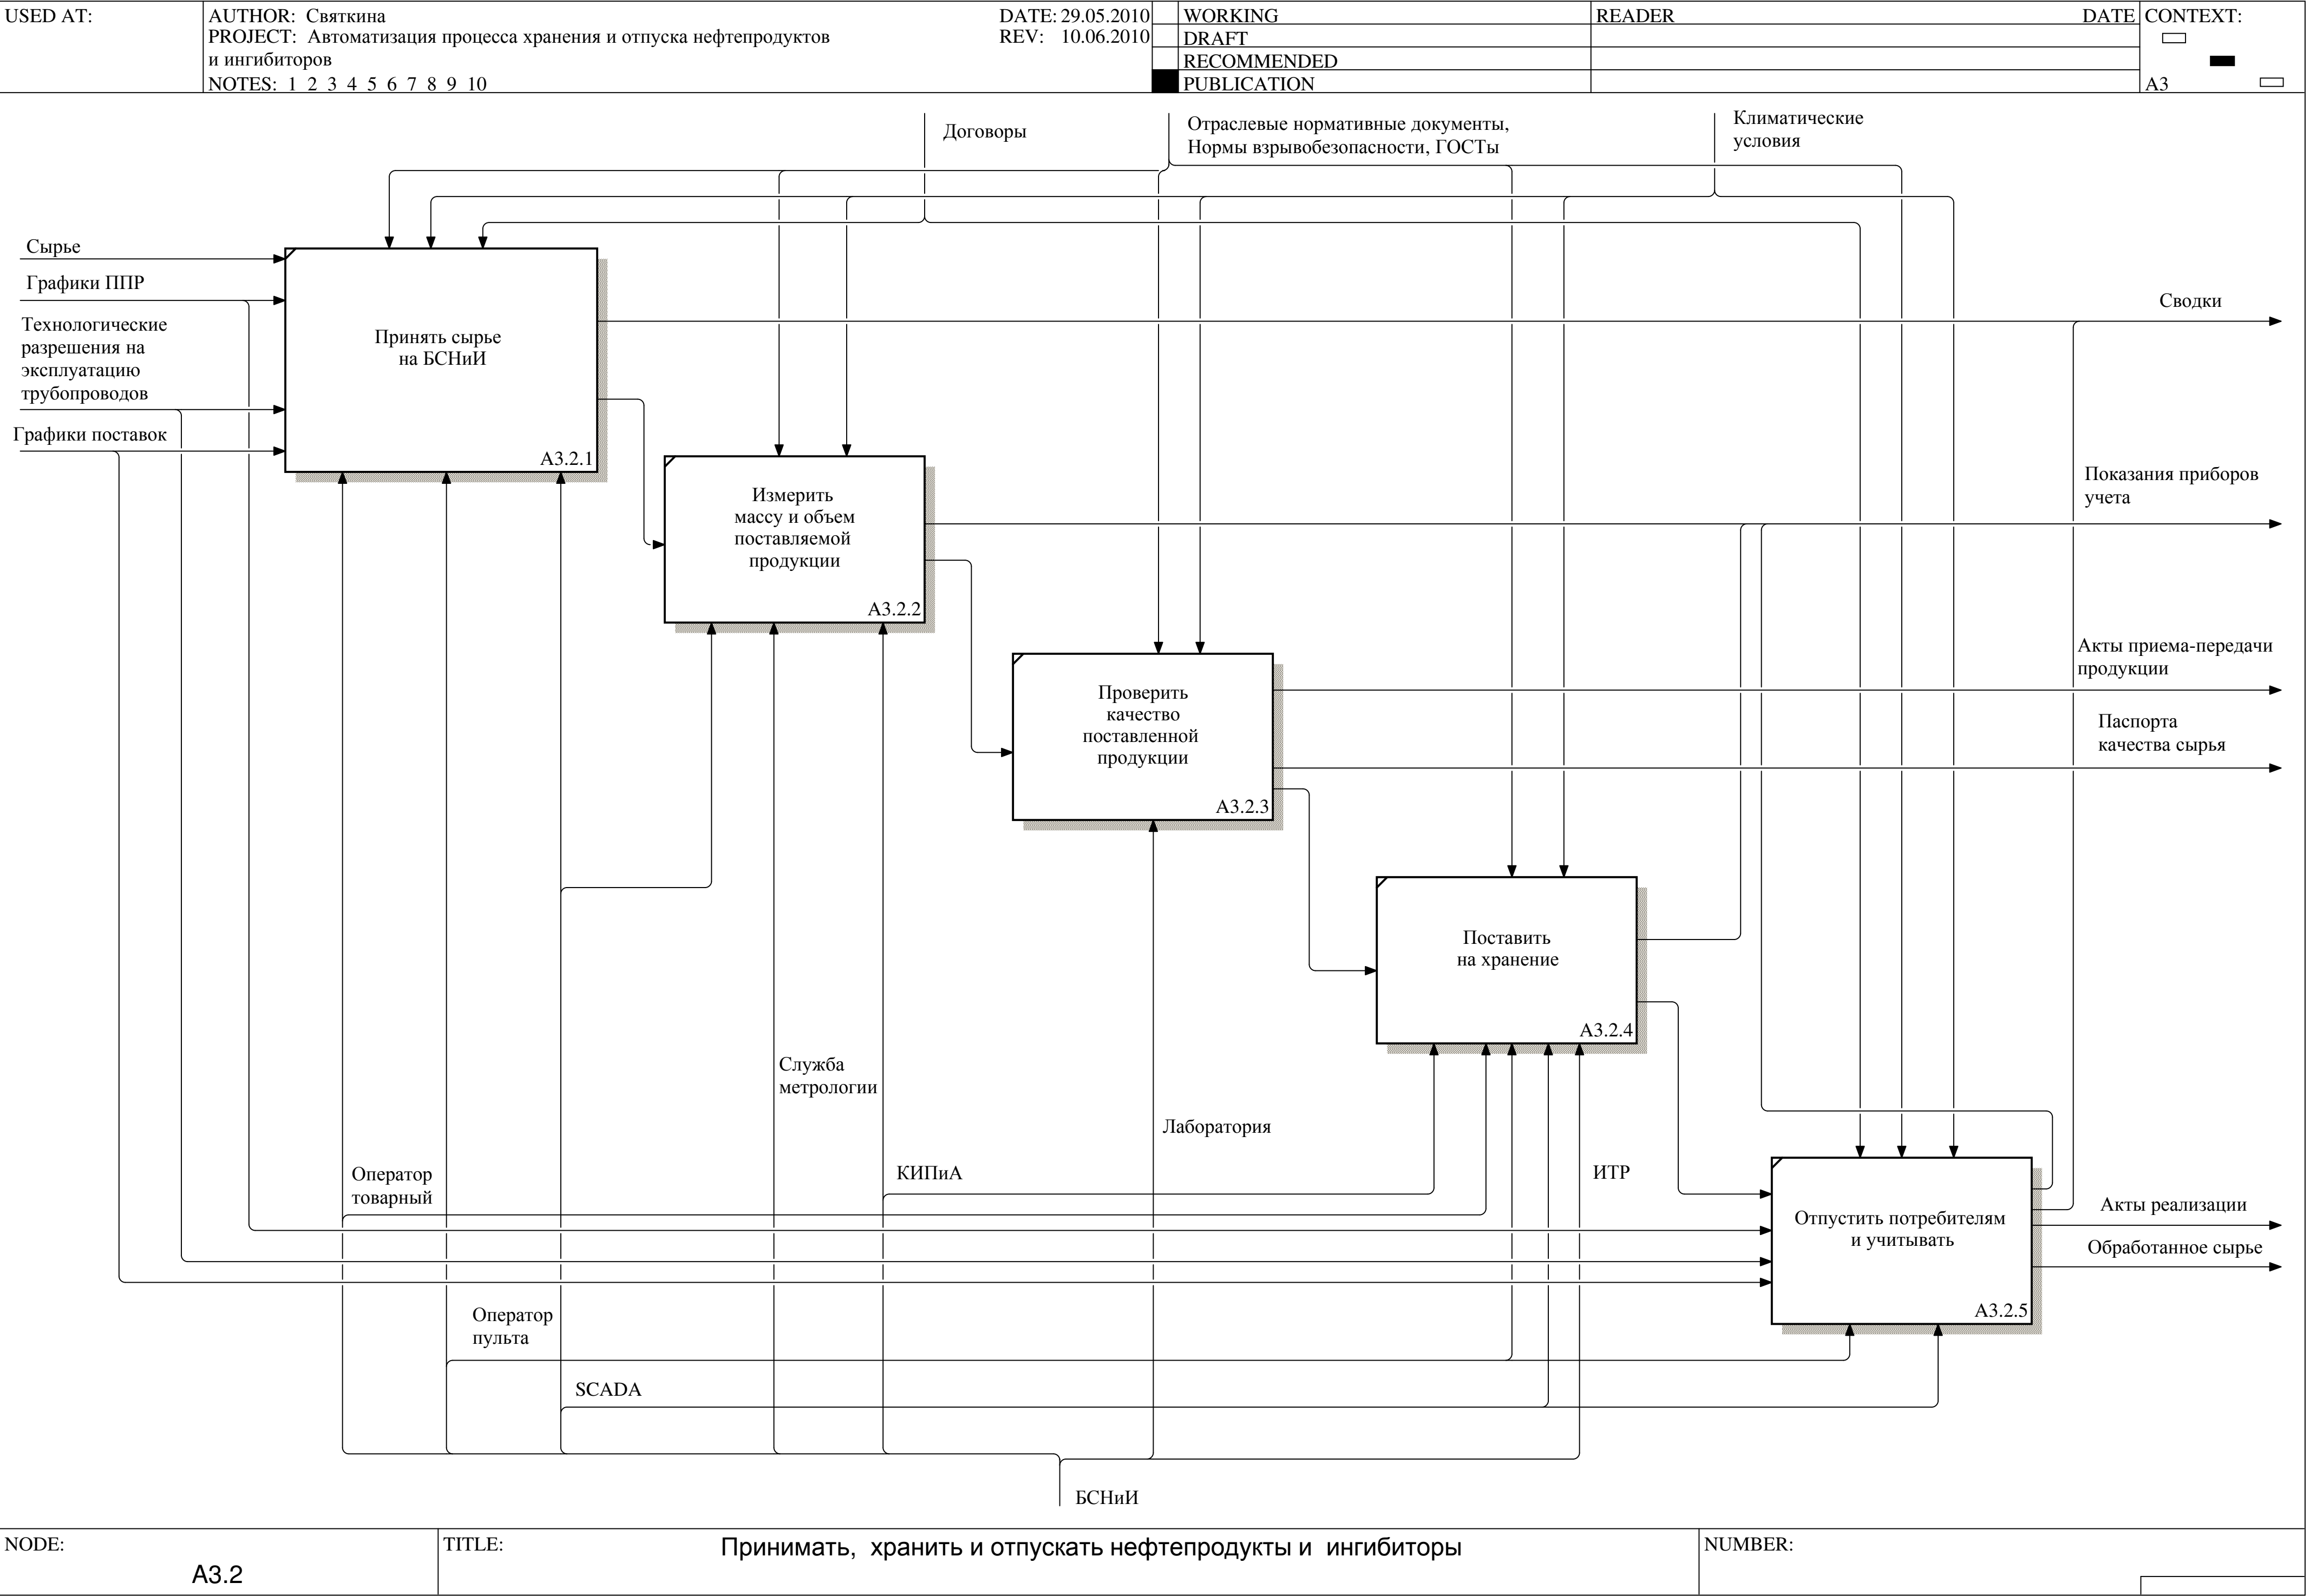 USED AT:
AUTHOR: Святкина
DATE: 29.05.2010
PROJECT: Автоматизация процесса хранения и отпуска нефтепродуктов
и ингибиторов
REV: 10.06.2010
NOTES: 1 2 3 4 5 6 7 8 9 10
WORKING
DRAFT
RECOMMENDED
PUBLICATION
READER
DATE
CONTEXT:
A3
Договоры
Отраслевые нормативные документы,
Нормы взрывобезопасности, ГОСТы
Климатические
условия
Сырье
Графики ППР
Технологические
разрешения на
эксплуатацию
трубопроводов
Графики поставок
Принять сырье
на БСНиИ
А3.2.1
Сводки
Измерить
массу и объем
поставляемой
продукции
А3.2.2
Показания приборов
учета
Проверить
качество
поставленной
продукции
А3.2.3
Акты приема-передачи
продукции
Паспорта
качества сырья
Поставить
на хранение
А3.2.4
Служба
метрологии
Лаборатория
Оператор
товарный
КИПиА
ИТР
Отпустить потребителям
и учитывать
А3.2.5
Акты реализации
Обработанное сырье
Оператор
пульта
SCADA
БСНиИ
NODE:
А3.2
TITLE:
Принимать, хранить и отпускать нефтепродукты и ингибиторы
NUMBER: